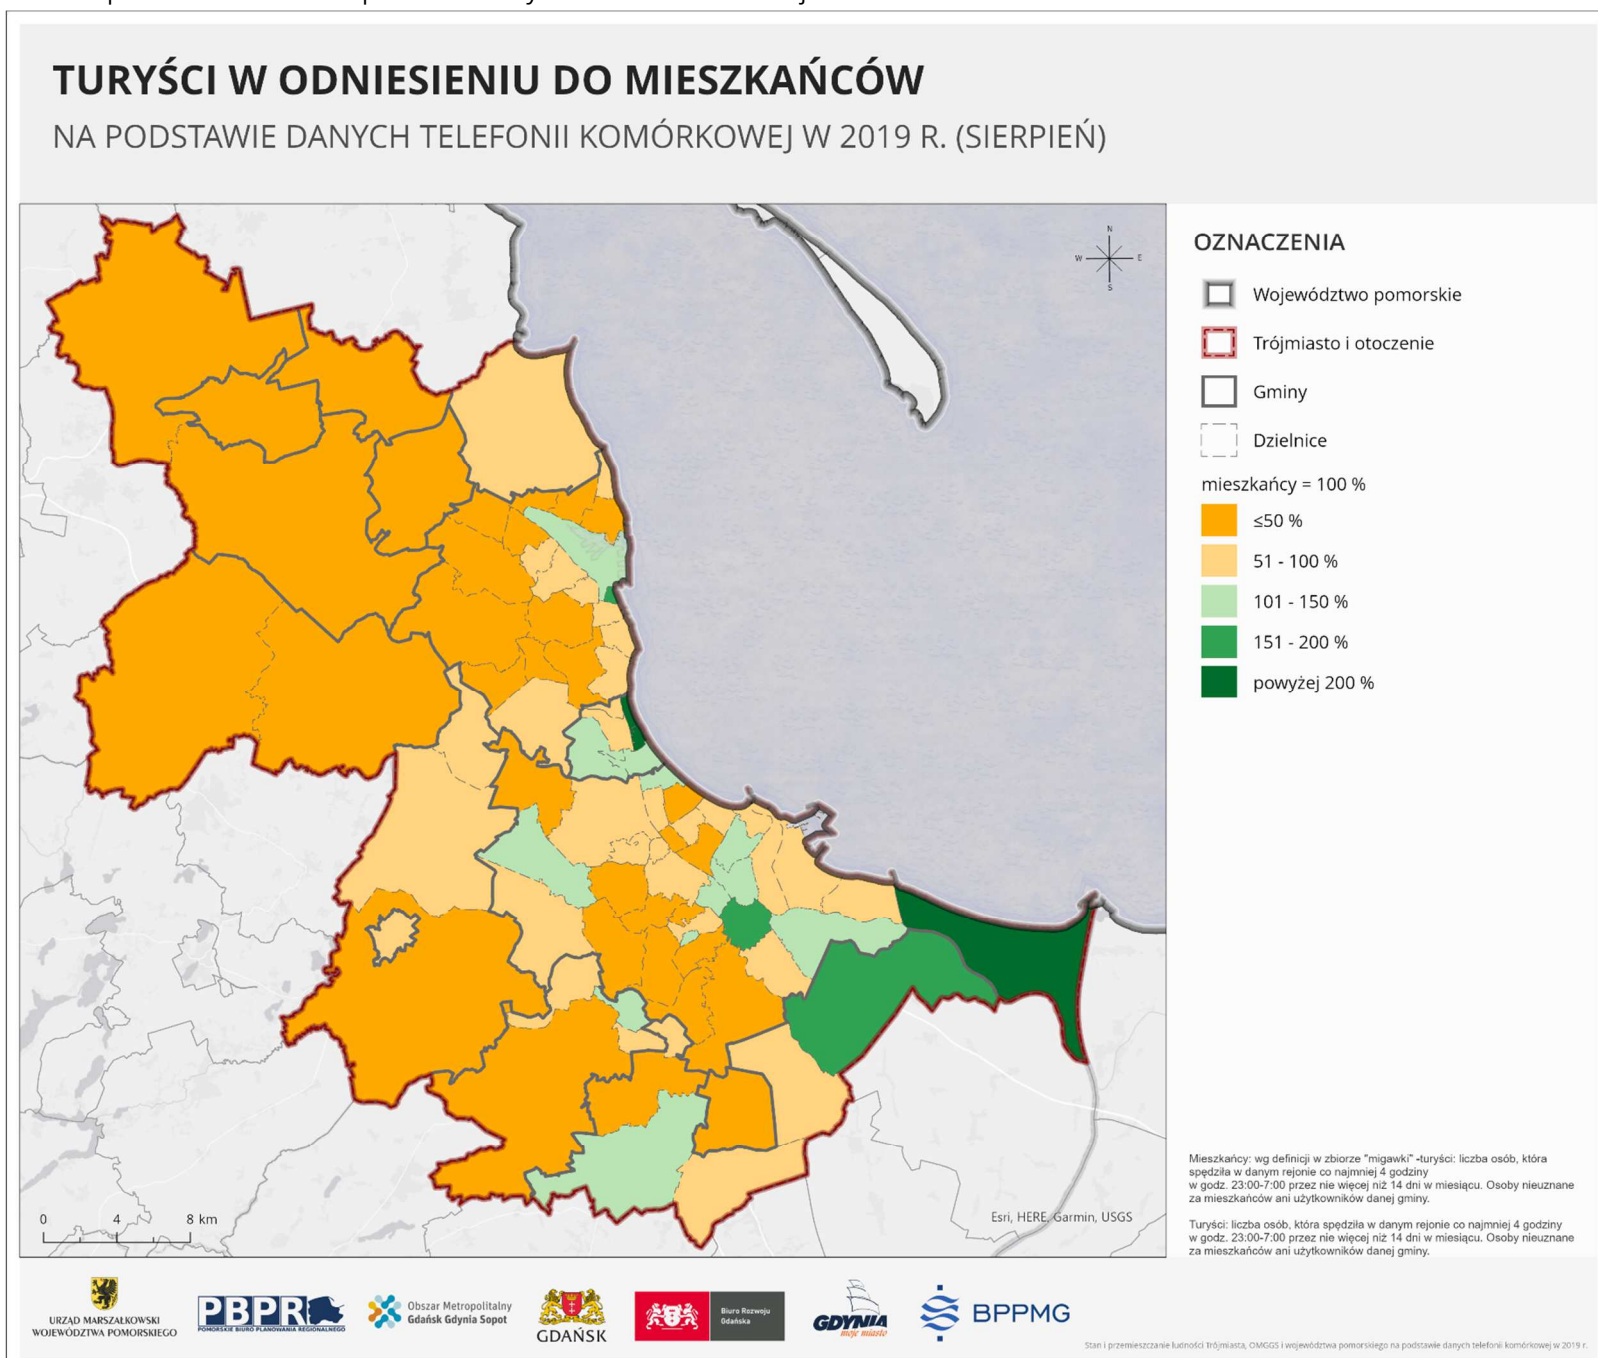 TURYŚCI W ODNIESIENIU DO MIESZKAŃCÓW
NA PODSTAWIE DANYCH TELEFONII KOMÓRKOWEJ W 2019 R. (SIERPIEŃ)
N
W
E
S
OZNACZENIA
Województwo pomorskie
Trójmiasto i otoczenie
Gminy
Dzielnice
mieszkańcy = 100 %
≤50 %
51 - 100 %
101 - 150 %
151 - 200 %
powyżej 200 %
Mieszkańcy: wg definicji w zbiorze "migawki" -turyści: liczba osób, która
spędziła w danym rejonie co najmniej 4 godziny
w godz. 23:00-7:00 przez nie więcej niż 14 dni w miesiącu. Osoby nieuznane
za mieszkańców ani użytkowników danej gminy.
Turyści: liczba osób, która spędziła w danym rejonie co najmniej 4 godziny
w godz. 23:00-7:00 przez nie więcej niż 14 dni w miesiącu. Osoby nieuznane
za mieszkańców ani użytkowników danej gminy.
0 4 8 km
Esri, HERE, Garmin, USGS
URZĄD MARSZAŁKOWSKI
WOJEWÓDZTWA POMORSKIEGO
PBPR
POMORSKIE BIURO PLANOWANIA REGIONALNEGO
Obszar Metropolitalny
Gdańsk Gdynia Sopot
GDAŃSK
Biuro Rozwoju
Gdańska
GDYNIA
moje miasto
BPPMG
Stan i przemieszczanie ludności Trójmiasta, OMGGS i województwa pomorskiego na podstawie danych telefonii komórkowej w 2019 r.